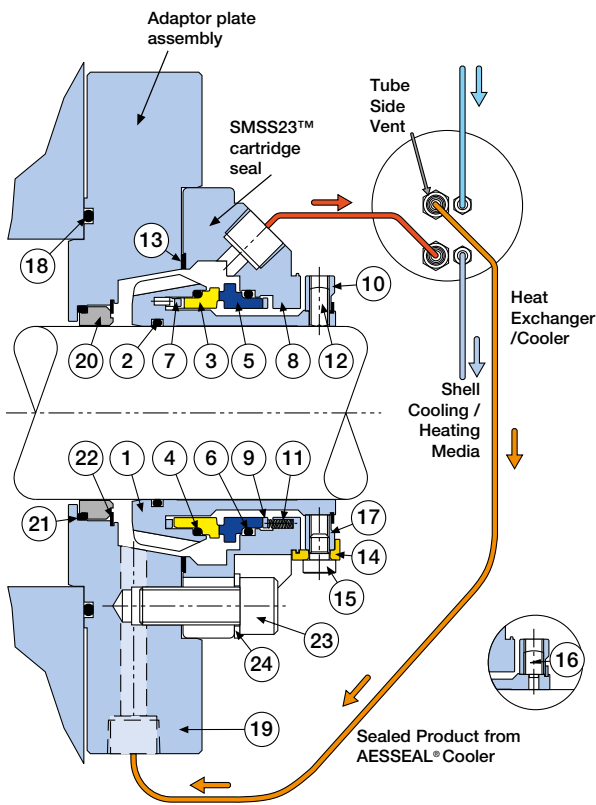 Adaptor plate
assembly
SMSS23™
cartridge
seal
Tube
Side
Vent
18
13
10
20
2
7
3
5
8
12
Heat
Exchanger
/Cooler
Shell
Cooling /
Heating
Media
22
1
4
6
9
11
21
17
14
15
23
24
16
19
Sealed Product from
AESSEAL® Cooler